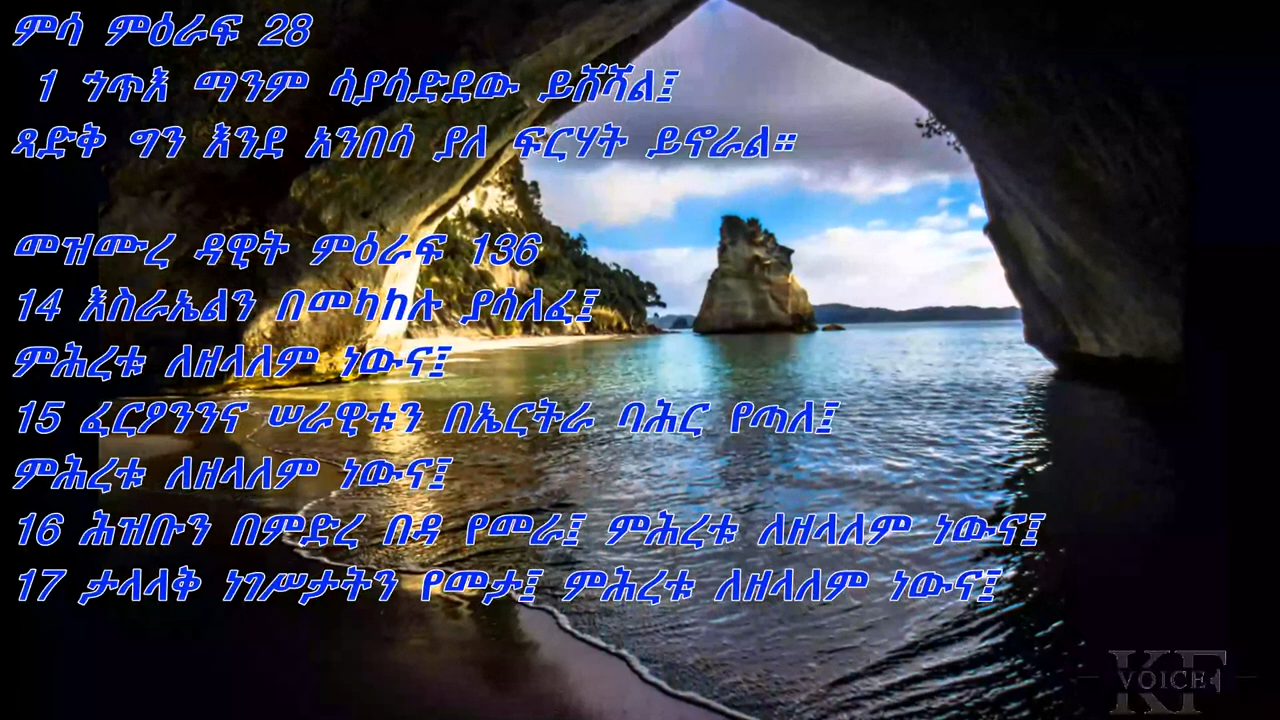 ምሳ ምዕራፍ 28
1 ኀጥእ ማንም ሳያሳድደው ይሸሻል፤
ጻድቅ ግን እንደ አንበሳ ያለ ፍርሃት ይኖራል።
መዝሙረ ዳዊት ምዕራፍ 136
14 እስራኤልን በመካከሉ ያሳለፈ፤
ምሕረቱ ለዘላለም ነውና፤
15 ፈርዖንንና ሠራዊቱን በኤርትራ ባሕር የጣለ፤
ምሕረቱ ለዘላለም ነውና፤
16 ሕዝቡን በምድረ በዳ የመራ፤ ምሕረቱ ለዘላለም ነውና፤
17 ታላላቅ ነገሥታትን የመታ፤ ምሕረቱ ለዘላለም ነውና፤
KF
VOICE